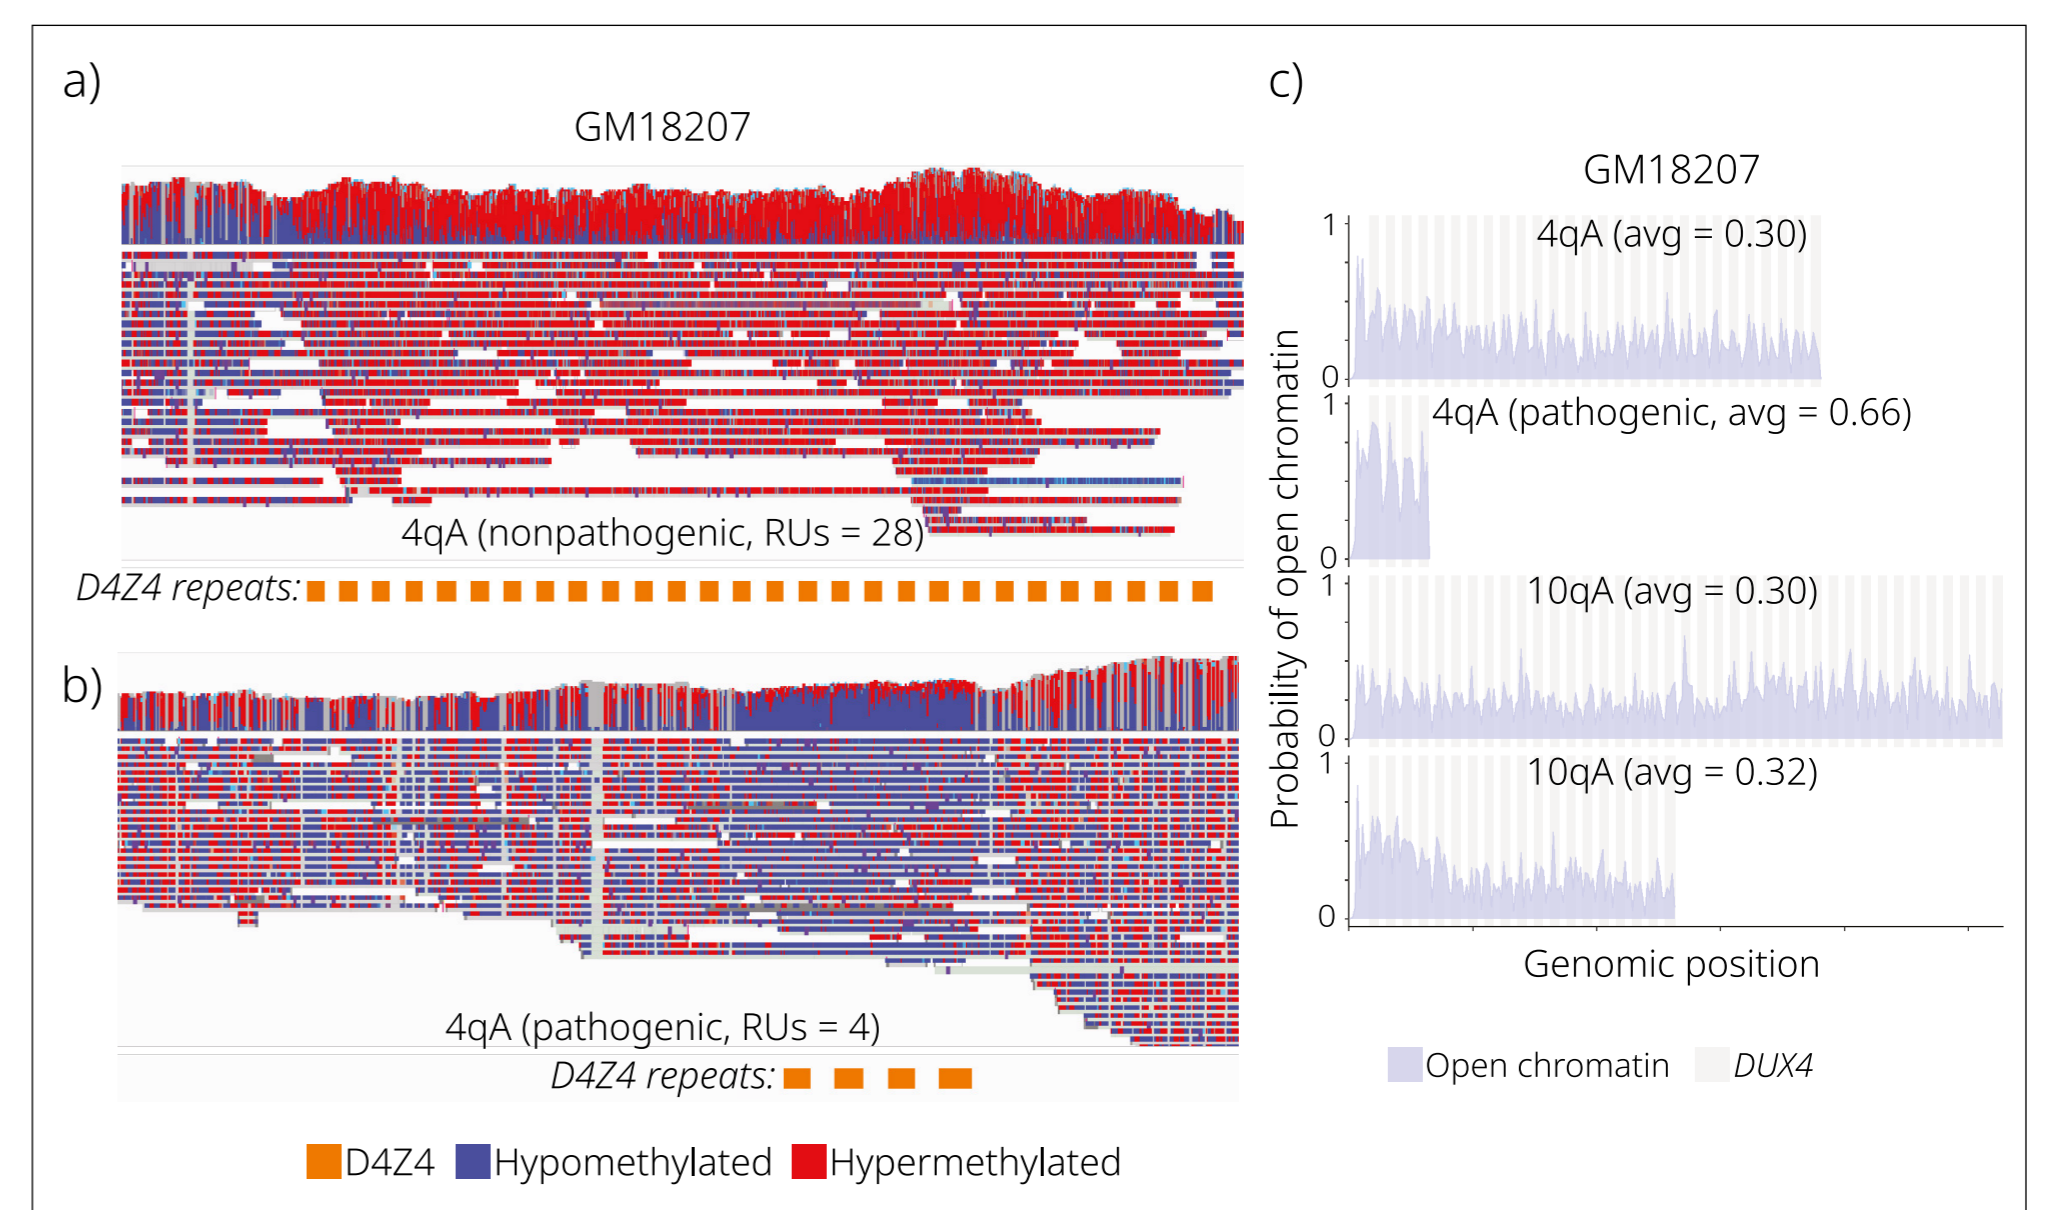 a)
GM18207
4qA (nonpathogenic, RUs = 28)
D4Z4 repeats:
b)
4qA (pathogenic, RUs = 4)
D4Z4 repeats:
D4Z4 Hypomethylated Hypermethylated
c)
GM18207
Probability of open chromatin
1
4qA (avg = 0.30)
0
1
4qA (pathogenic, avg = 0.66)
0
1
10qA (avg = 0.30)
0
1
10qA (avg = 0.32)
0
Genomic position
Open chromatin DUX4